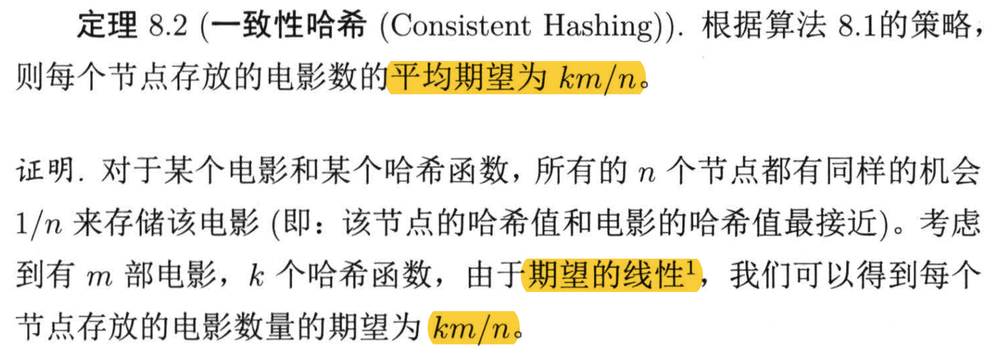 定理 8.2 (一致性哈希 (Consistent Hashing)). 根据算法 8.1的策略，
则每个节点存放的电影数的平均期望为 km/n。
证明. 对于某个电影和某个哈希函数，所有的 n 个节点都有同样的机会
1/n 来存储该电影 (即：该节点的哈希值和电影的哈希值最接近)。考虑
到有 m 部电影，k 个哈希函数，由于期望的线性¹，我们可以得到每个
节点存放的电影数量的期望为 km/n。